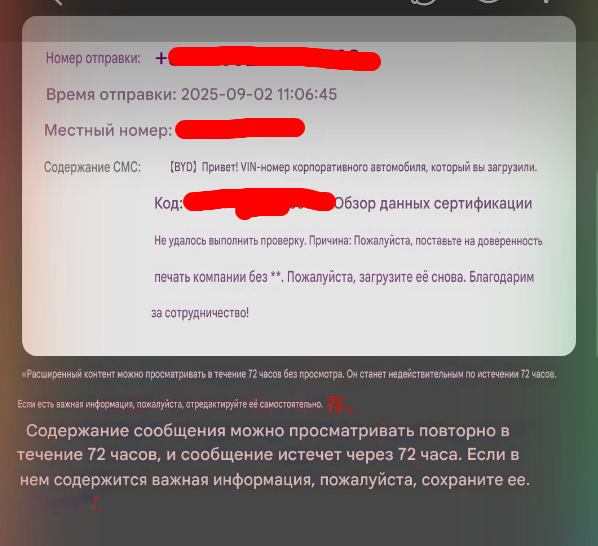 Номер отправки: +
Время отправки: 2025-09-02 11:06:45
Местный номер:
Содержание СМС: 【BYD】Привет! VIN-номер корпоративного автомобиля, который вы загрузили.
Код: Обзор данных сертификации
Не удалось выполнить проверку. Причина: Пожалуйста, поставьте на доверенность
печать компании без **. Пожалуйста, загрузите её снова. Благодарим
за сотрудничество!
«Расширенный контент можно просматривать в течение 72 часов без просмотра. Он станет недействительным по истечении 72 часов.
Если есть важная информация, пожалуйста, отредактируйте её самостоятельно. 存。
Содержание сообщения можно просматривать повторно в
течение 72 часов, и сообщение истечет через 72 часа. Если в
нем содержится важная информация, пожалуйста, сохраните ее.